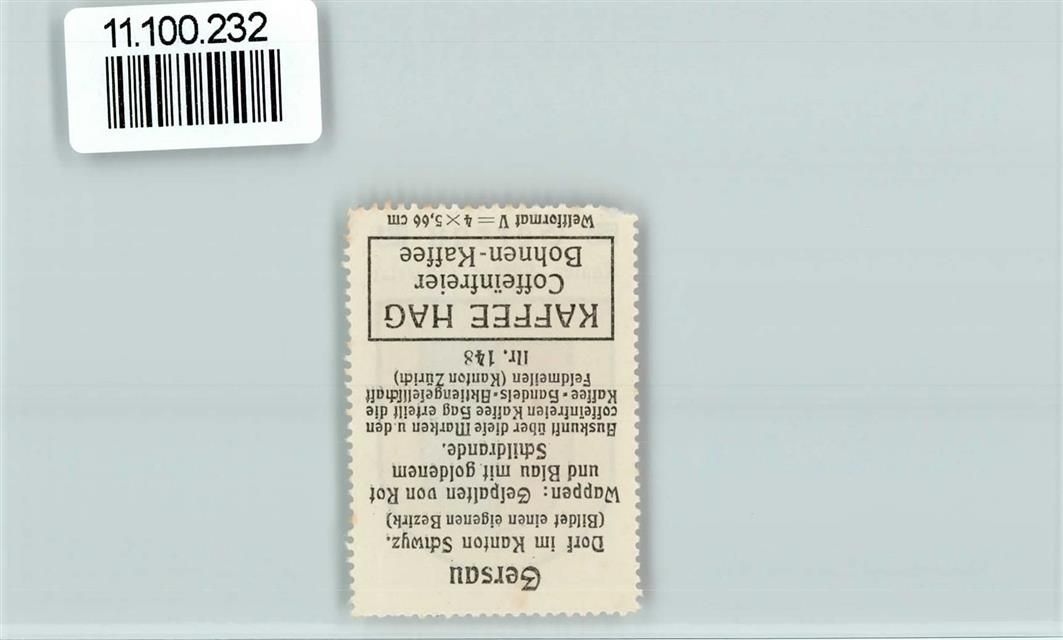 11.100.232
Gersau
Dorf im Kanton Schwyz.
(Bildet einen eigenen Bezirk)
Wappen: Gespalten von Rot
und Blau mit goldenem
Schildrande.
Auskunft über diese Marken u. den
coffeinfreien Kaffee Hag erteilt die
Kaffee-Handels-Aktiengesellschaft
Feldmeilen (Kanton Zürich)
Nr. 148
KAFFEE HAG
Coffeïnfreier
Bohnen-Kaffee
Weltformat V = 4 × 5,66 cm